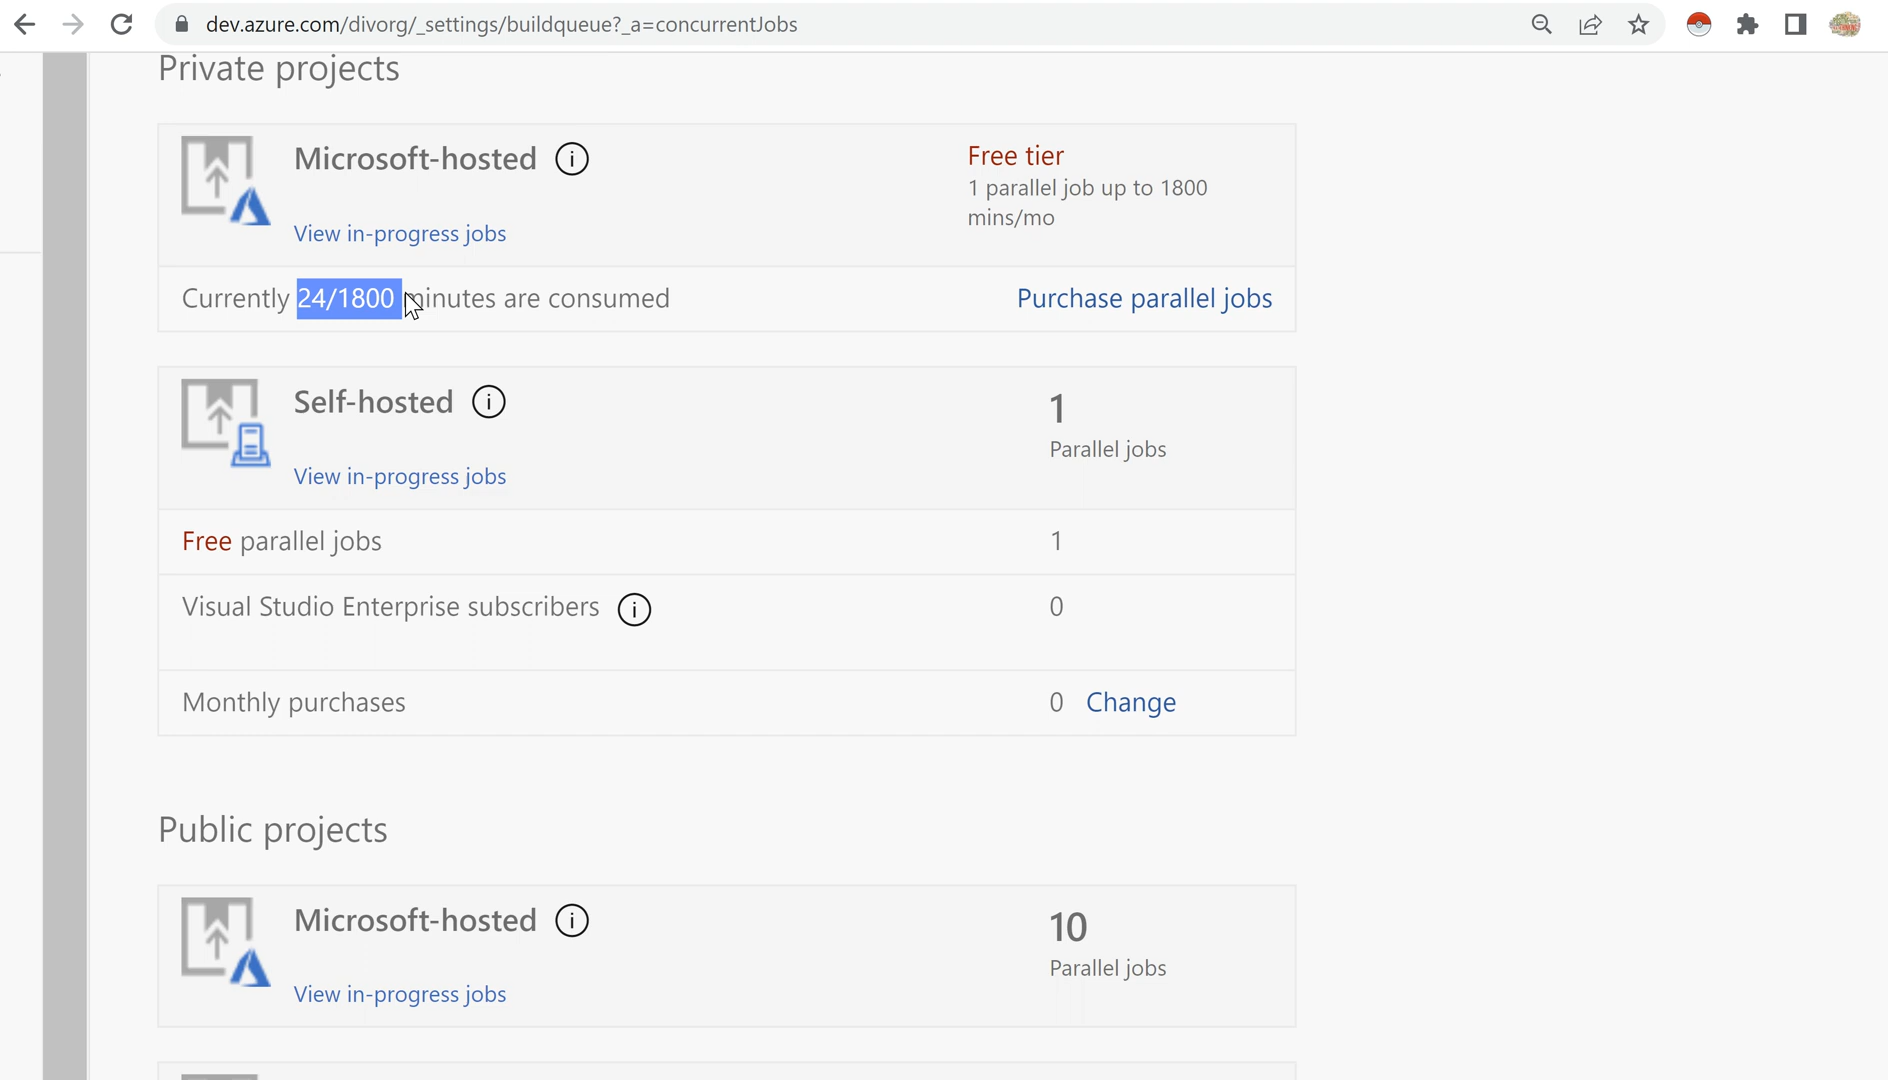 dev.azure.com/divorg/_settings/buildqueue?_a=concurrentJobs
Private projects
Microsoft-hosted
Free tier
1 parallel job up to 1800
mins/mo
View in-progress jobs
Currently 24/1800 minutes are consumed
Purchase parallel jobs
Self-hosted
1
Parallel jobs
View in-progress jobs
Free parallel jobs
1
Visual Studio Enterprise subscribers
0
Monthly purchases
0 Change
Public projects
Microsoft-hosted
10
Parallel jobs
View in-progress jobs